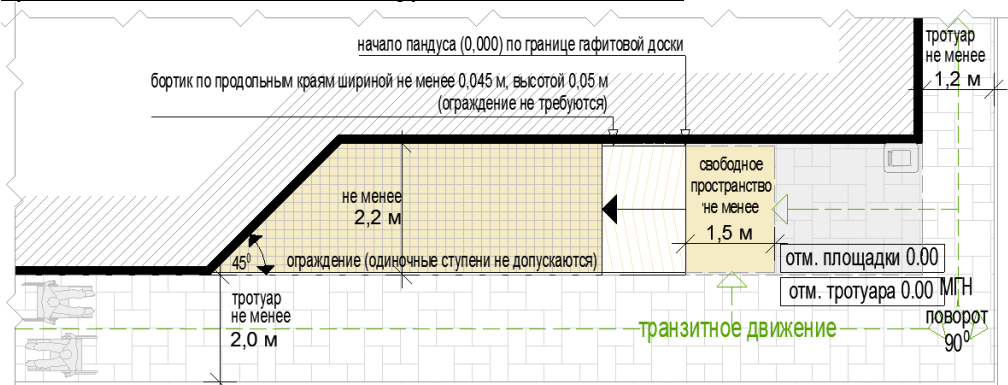 тротуар
не менее
1,2 м
начало пандуса (0,000) по границе гафитовой доски
бортик по продольным краям шириной не менее 0,045 м, высотой 0,05 м
(ограждение не требуются)
свободное
пространство
не менее
1,5 м
не менее
2,2 м
45⁰
ограждение (одиночные ступени не допускаются)
отм. площадки 0.00
отм. тротуара 0.00
МГН
поворот
90⁰
тротуар
не менее
2,0 м
транзитное движение